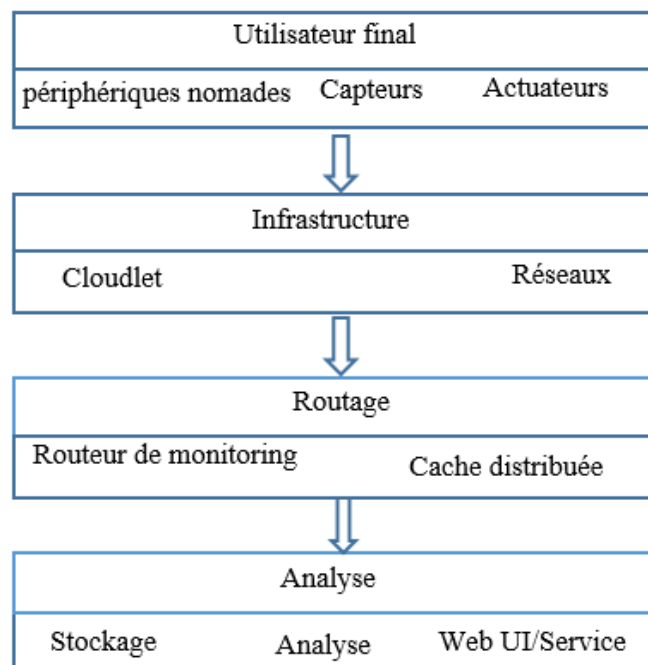 Utilisateur final
périphériques nomades Capteurs Actuateurs
Infrastructure
Cloudlet Réseaux
Routage
Routeur de monitoring Cache distribuée
Analyse
Stockage Analyse Web UI/Service